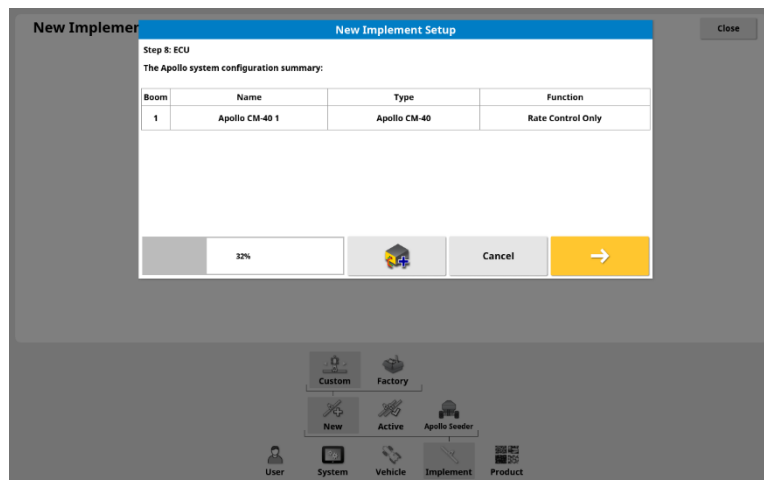 New Implemen
New Implement Setup
Close
Step 8: ECU
The Apollo system configuration summary:
Boom Name Type Function
1 Apollo CM-40 1 Apollo CM-40 Rate Control Only
32%
Cancel
Custom Factory
New Active Apollo Seeder
User System Vehicle Implement Product